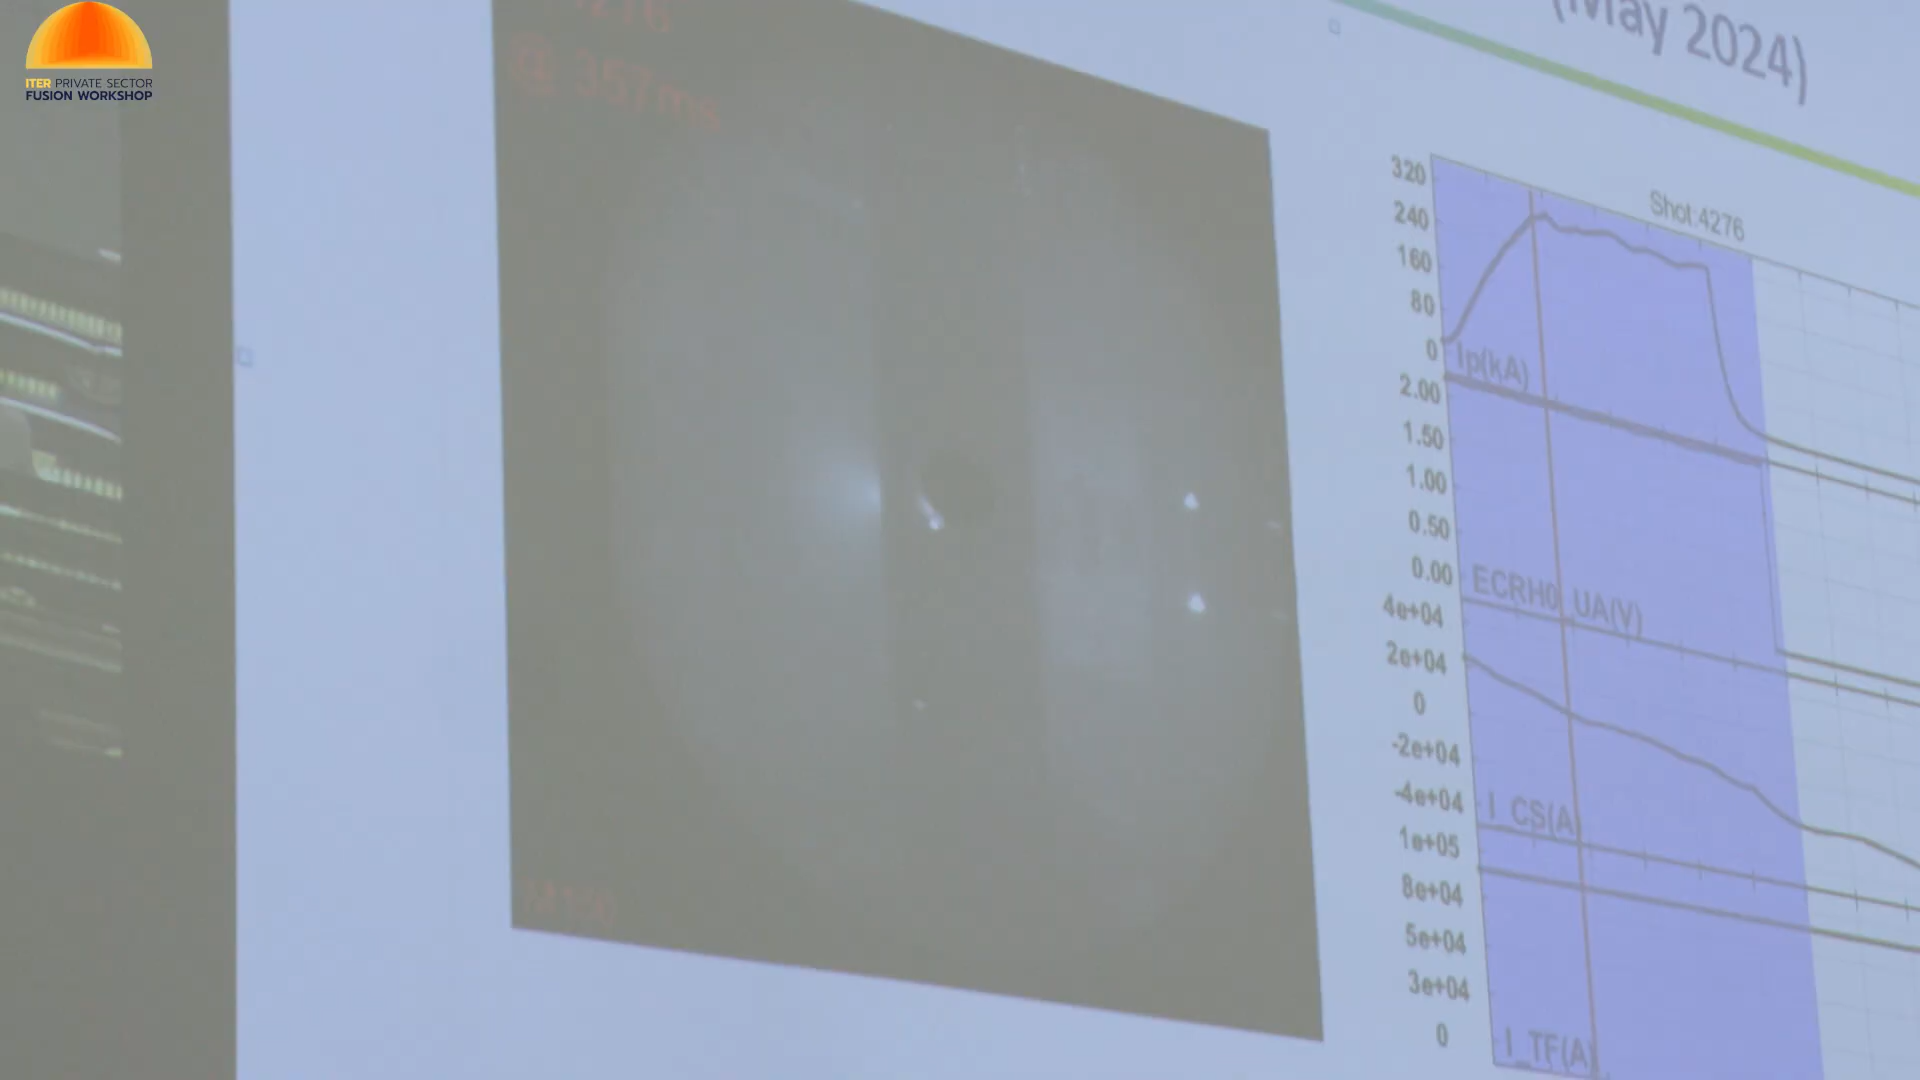 ITER PRIVATE SECTOR
FUSION WORKSHOP
(May 2024)
4276
@ 357ms
Shot:4276
320
240
160
80
0
Ip(kA)
2.00
1.50
1.00
0.50
0.00
ECRH0_UA(V)
4e+04
2e+04
0
-2e+04
-4e+04
I_CS(A)
1e+05
8e+04
5e+04
3e+04
0
I_TF(A)